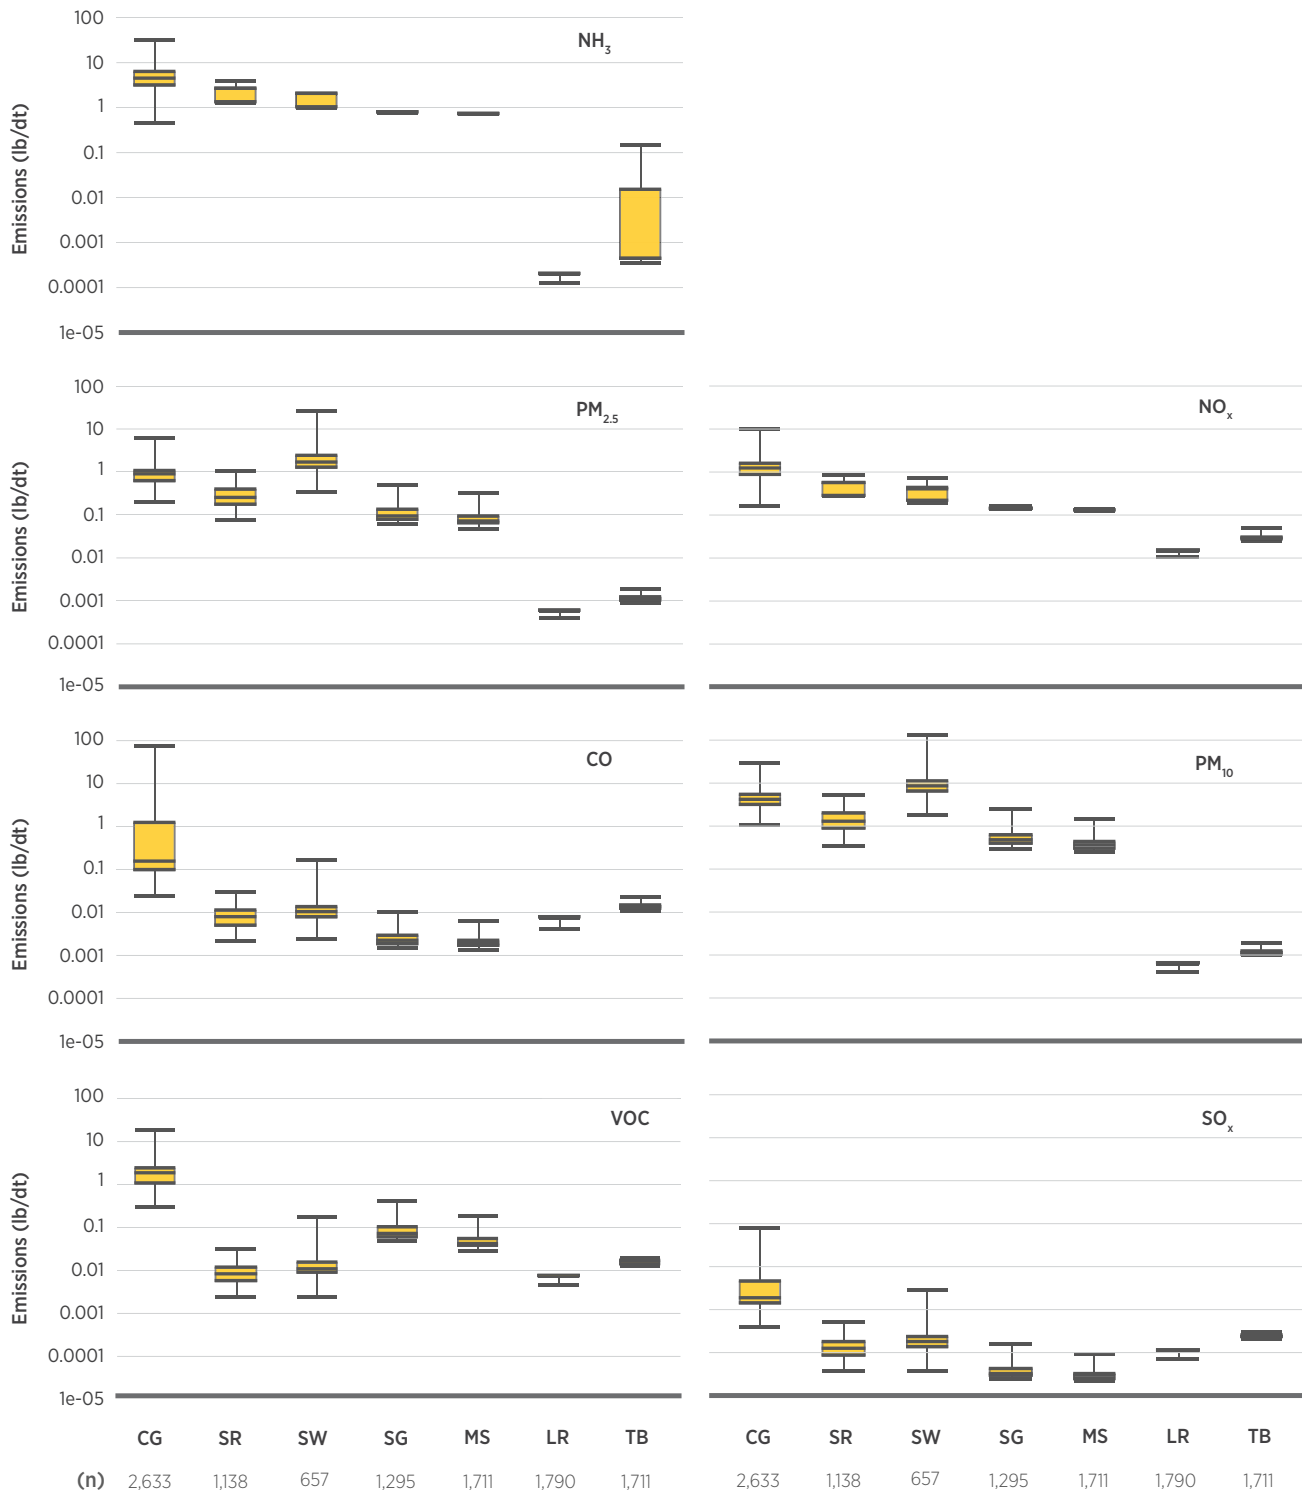 NH₃
Emissions (lb/dt)
100
10
1
0.1
0.01
0.001
0.0001
1e-05
PM₂.₅
Emissions (lb/dt)
100
10
1
0.1
0.01
0.001
0.0001
1e-05
NOₓ
CO
Emissions (lb/dt)
100
10
1
0.1
0.01
0.001
0.0001
1e-05
PM₁₀
VOC
Emissions (lb/dt)
100
10
1
0.1
0.01
0.001
0.0001
1e-05
SOₓ
CG SR SW SG MS LR TB CG SR SW SG MS LR TB
(n) 2,633 1,138 657 1,295 1,711 1,790 1,711 2,633 1,138 657 1,295 1,711 1,790 1,711